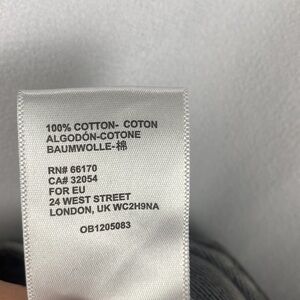 100% COTTON- COTON
ALGODÓN-COTONE
BAUMWOLLE-棉
RN# 66170
CA# 32054
FOR EU
24 WEST STREET
LONDON, UK WC2H9NA
OB1205083